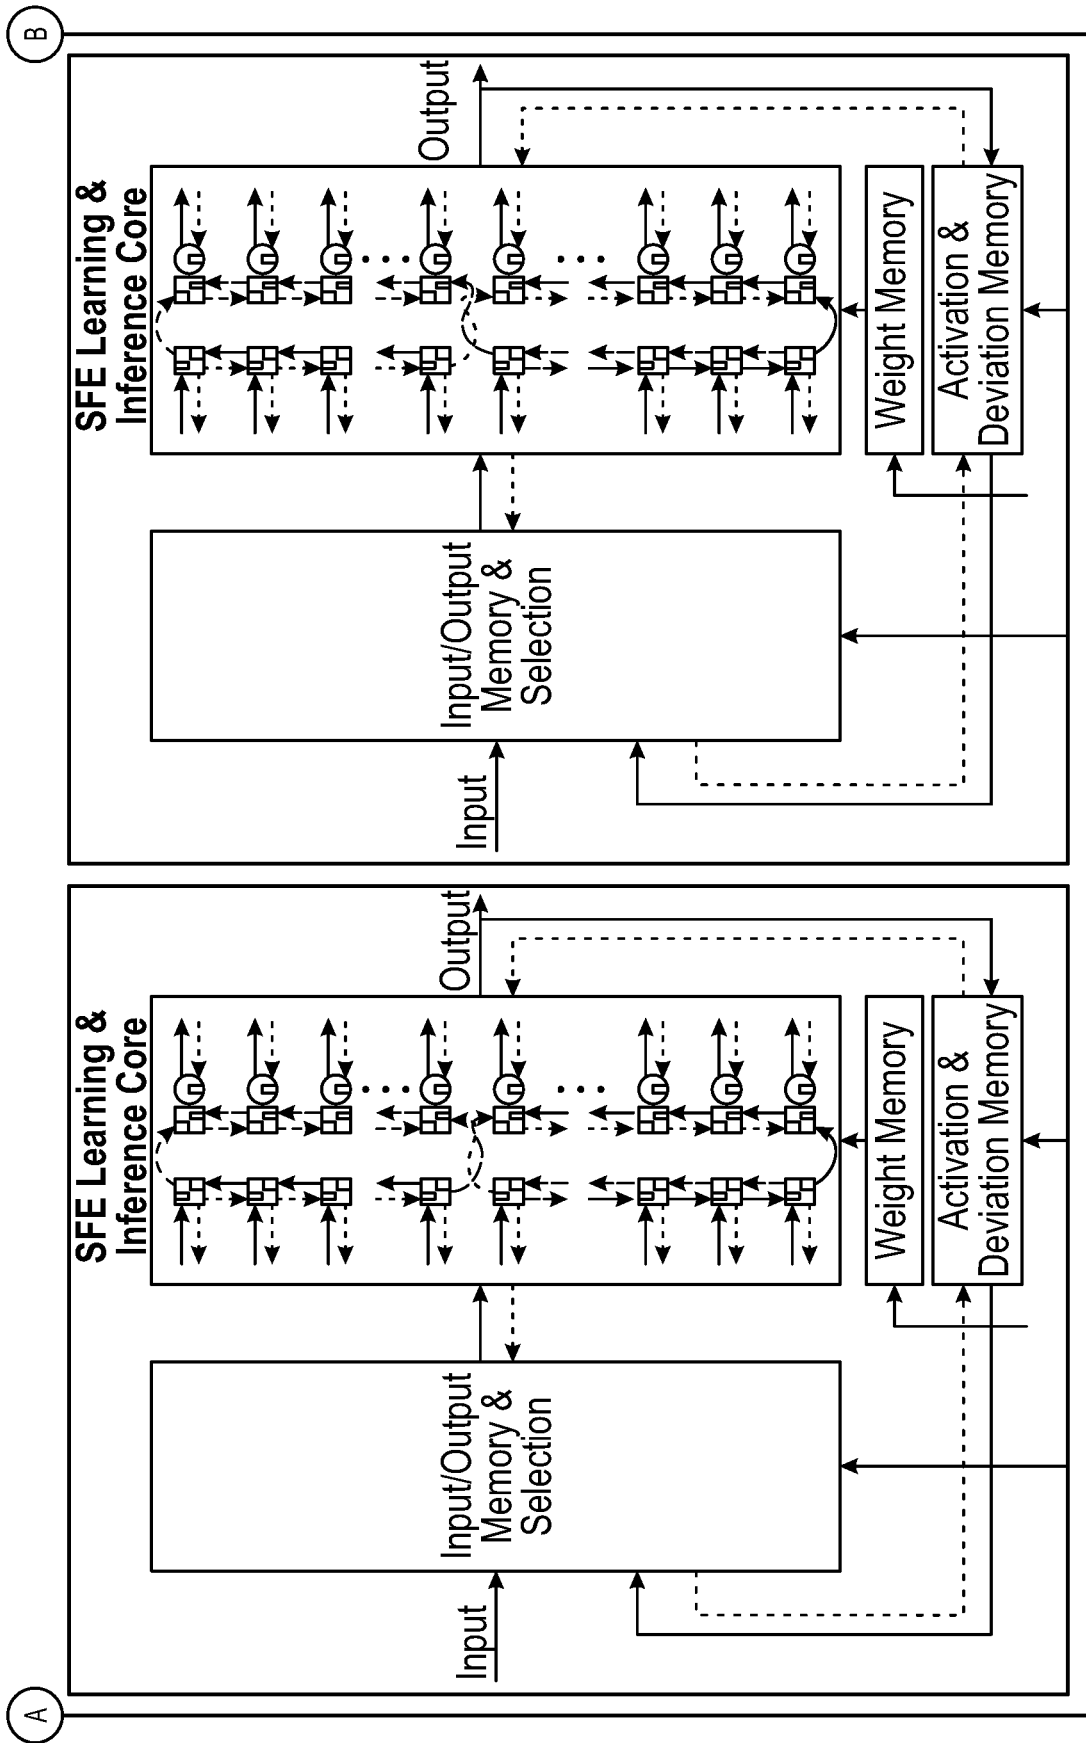 A
SFE Learning &
Inference Core
Output
Input/Output
Memory &
Selection
Input
Weight Memory
Activation &
Deviation Memory
B
SFE Learning &
Inference Core
Output
Input/Output
Memory &
Selection
Input
Weight Memory
Activation &
Deviation Memory